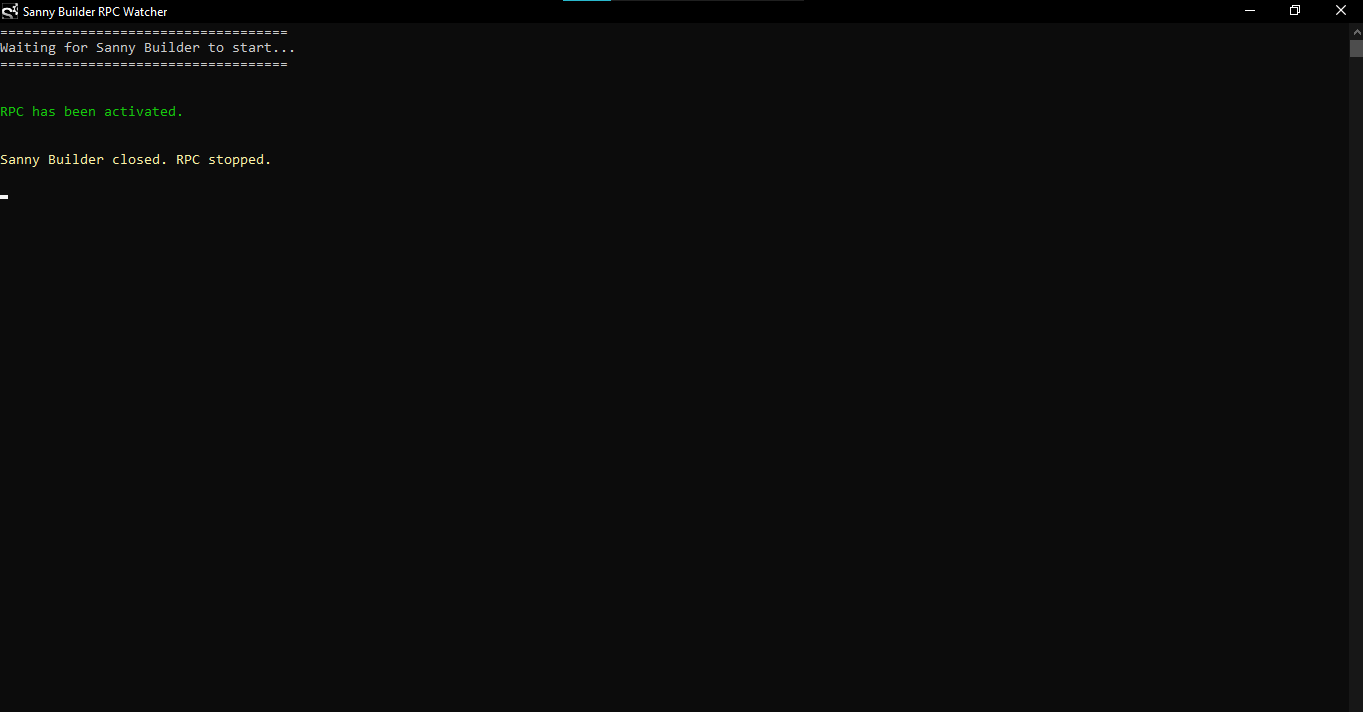 Sanny Builder RPC Watcher
====================================
Waiting for Sanny Builder to start...
====================================
RPC has been activated.
Sanny Builder closed. RPC stopped.